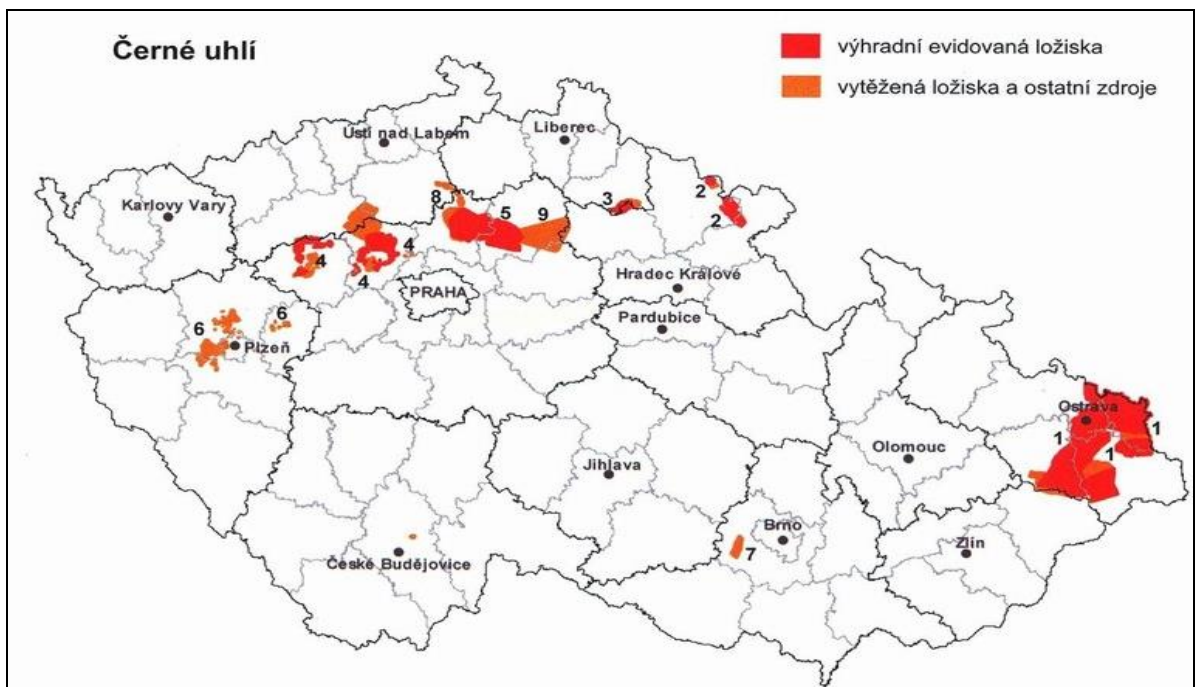 Černé uhlí
výhradní evidovaná ložiska
vytěžená ložiska a ostatní zdroje
Ústí nad Labem
Liberec
Karlovy Vary
8
5
9
3
2
2
4
4
4
PRAHA
Hradec Králové
Pardubice
6
6
Plzeň
Ostrava
1
1
1
Olomouc
Jihlava
Brno
7
Zlín
České Budějovice